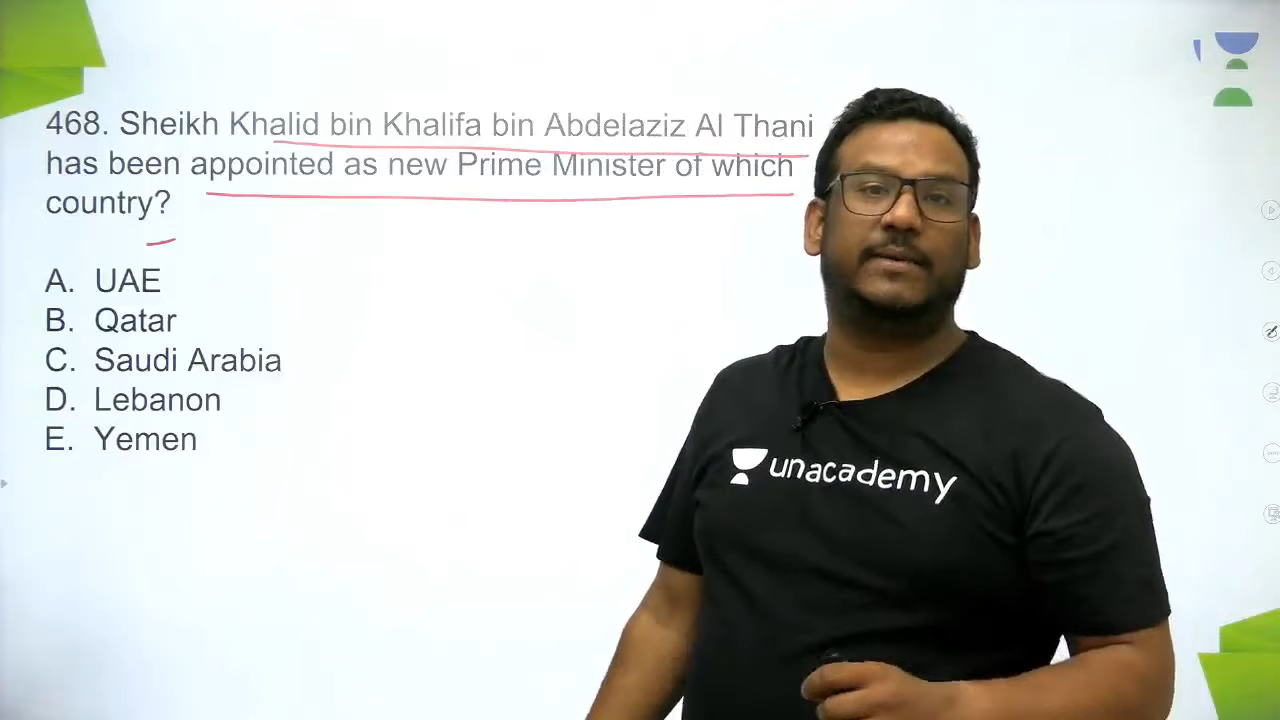 468. Sheikh Khalid bin Khalifa bin Abdelaziz Al Thani
has been appointed as new Prime Minister of which
country?
A. UAE
B. Qatar
C. Saudi Arabia
D. Lebanon
E. Yemen
unacademy